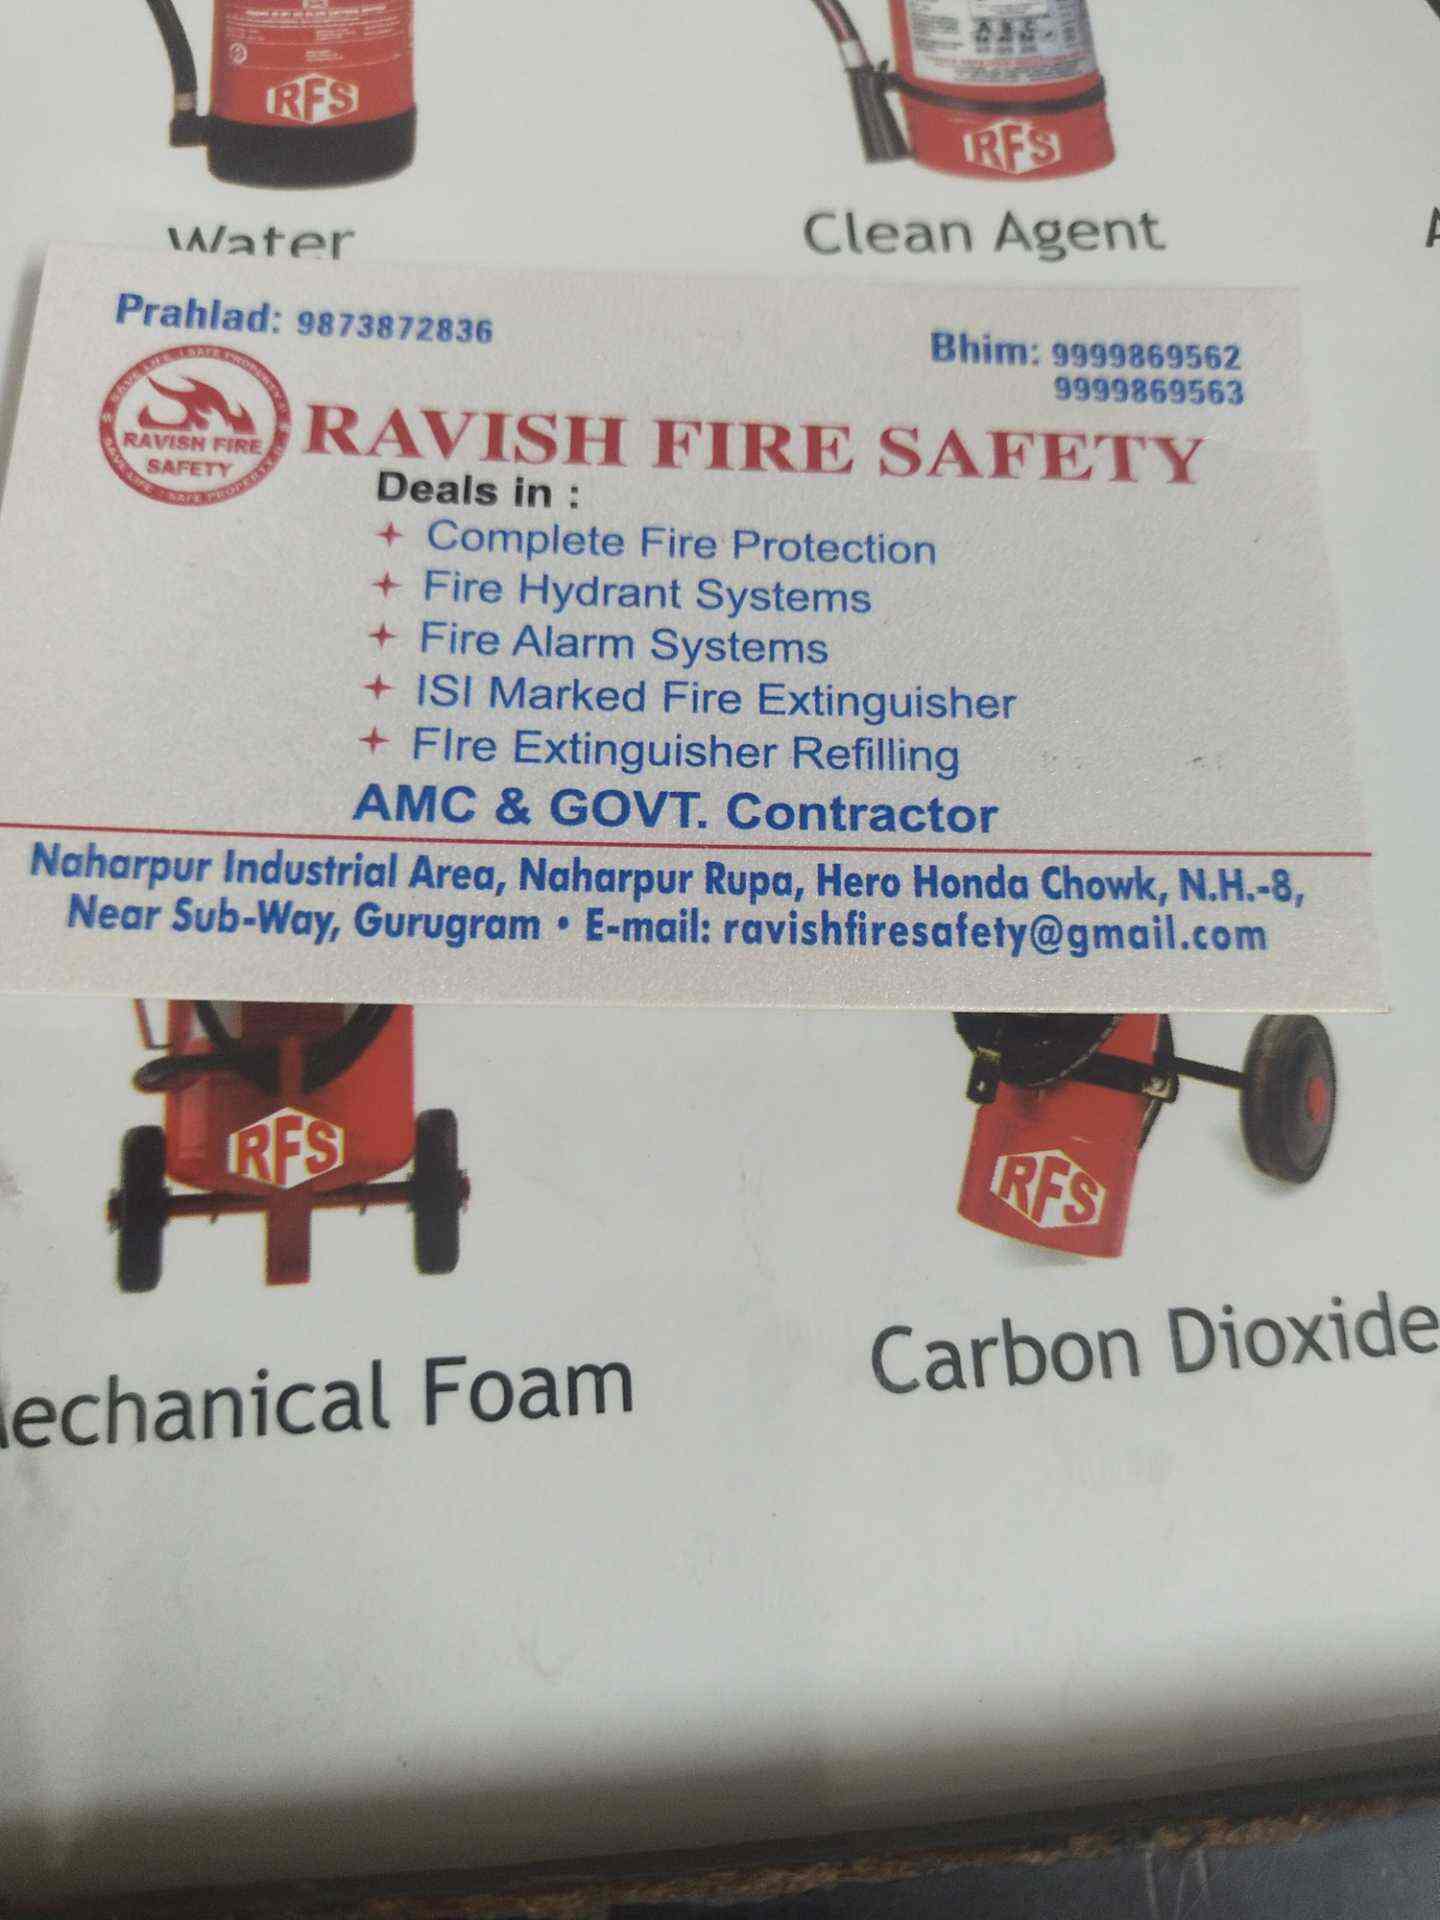 RFS
RFS
Water
Clean Agent
Prahlad: 9873872836
Bhim: 9999869562
9999869563
RAVISH FIRE
SAFETY
RAVISH FIRE SAFETY
Deals in :
Complete Fire Protection
Fire Hydrant Systems
Fire Alarm Systems
ISI Marked Fire Extinguisher
FIre Extinguisher Refilling
AMC & GOVT. Contractor
Naharpur Industrial Area, Naharpur Rupa, Hero Honda Chowk, N.H.-8,
Near Sub-Way, Gurugram • E-mail: ravishfiresafety@gmail.com
RFS
RFS
echanical Foam
Carbon Dioxide